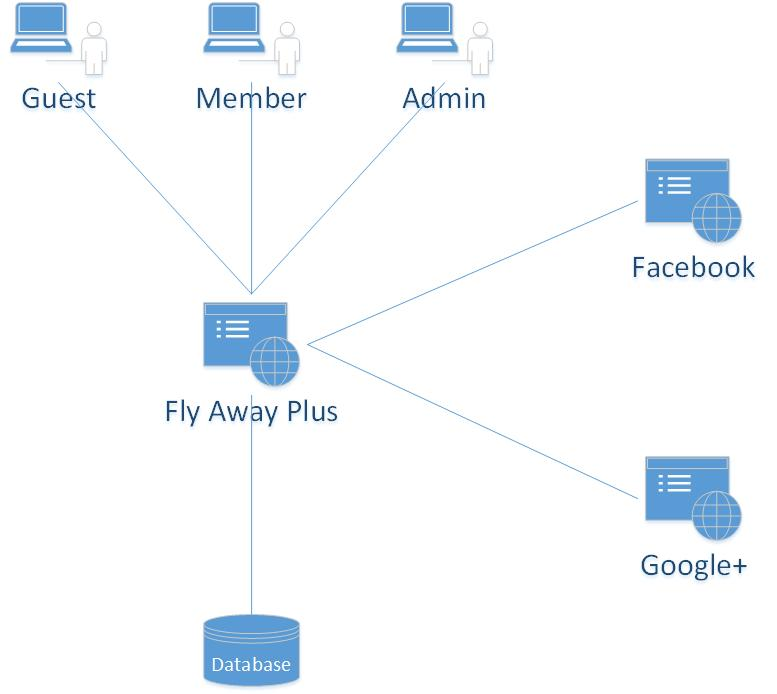 Guest
Member
Admin
Facebook
Fly Away Plus
Google+
Database